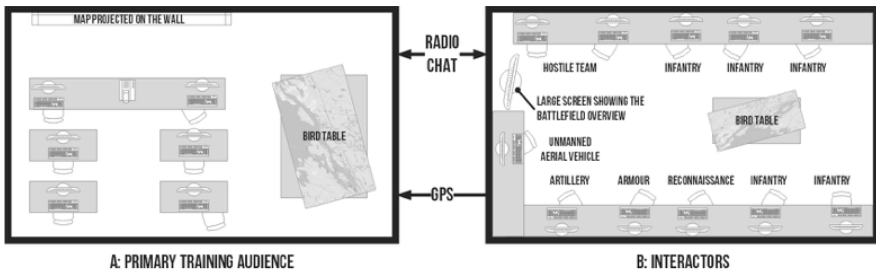 MAP PROJECTED ON THE WALL
BIRD TABLE
RADIO
CHAT
GPS
HOSTILE TEAM
INFANTRY
INFANTRY
INFANTRY
LARGE SCREEN SHOWING THE
BATTLEFIELD OVERVIEW
BIRD TABLE
UNMANNED
AERIAL VEHICLE
ARTILLERY
ARMOUR
RECONNAISSANCE
INFANTRY
INFANTRY
A: PRIMARY TRAINING AUDIENCE
B: INTERACTORS